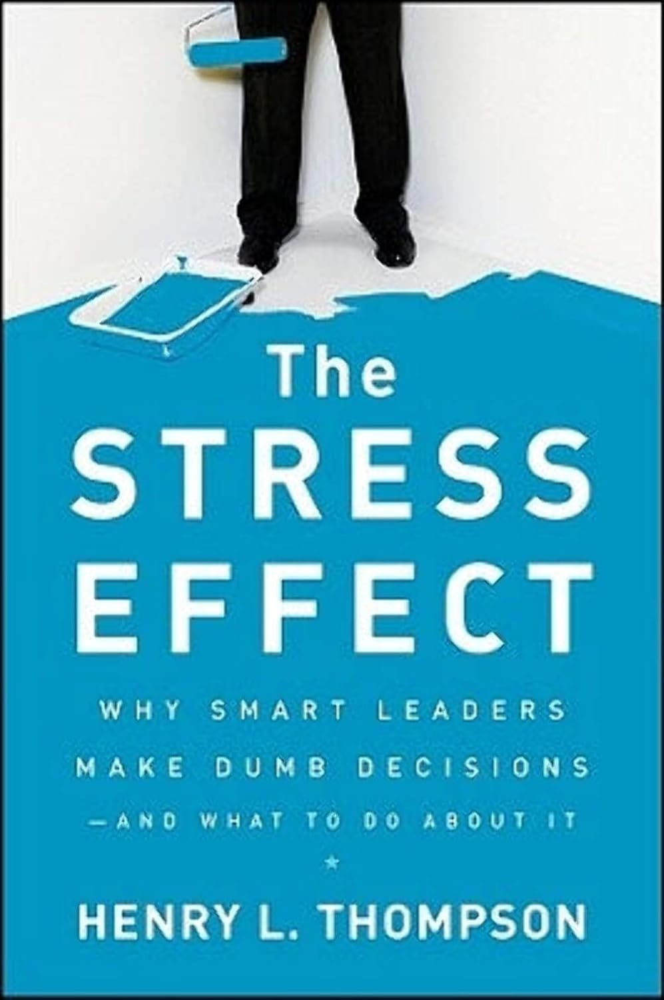 The
STRESS
EFFECT
WHY SMART LEADERS
MAKE DUMB DECISIONS
—AND WHAT TO DO ABOUT IT
HENRY L. THOMPSON